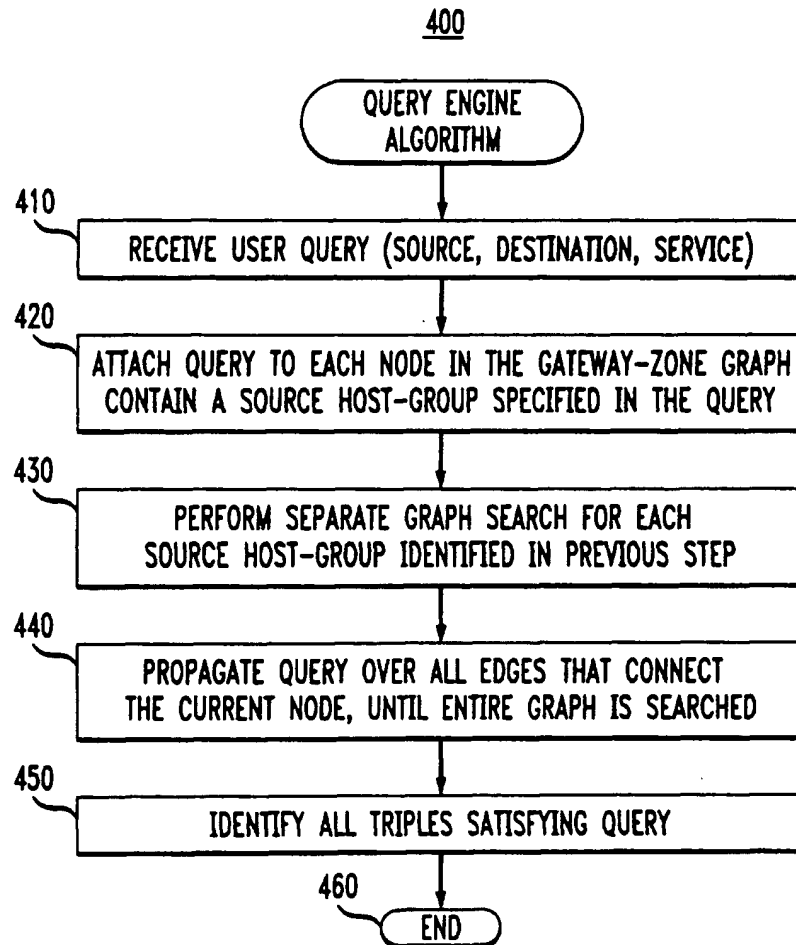 400
QUERY ENGINE
ALGORITHM
410
RECEIVE USER QUERY (SOURCE, DESTINATION, SERVICE)
420
ATTACH QUERY TO EACH NODE IN THE GATEWAY-ZONE GRAPH
CONTAIN A SOURCE HOST-GROUP SPECIFIED IN THE QUERY
430
PERFORM SEPARATE GRAPH SEARCH FOR EACH
SOURCE HOST-GROUP IDENTIFIED IN PREVIOUS STEP
440
PROPAGATE QUERY OVER ALL EDGES THAT CONNECT
THE CURRENT NODE, UNTIL ENTIRE GRAPH IS SEARCHED
450
IDENTIFY ALL TRIPLES SATISFYING QUERY
460
END